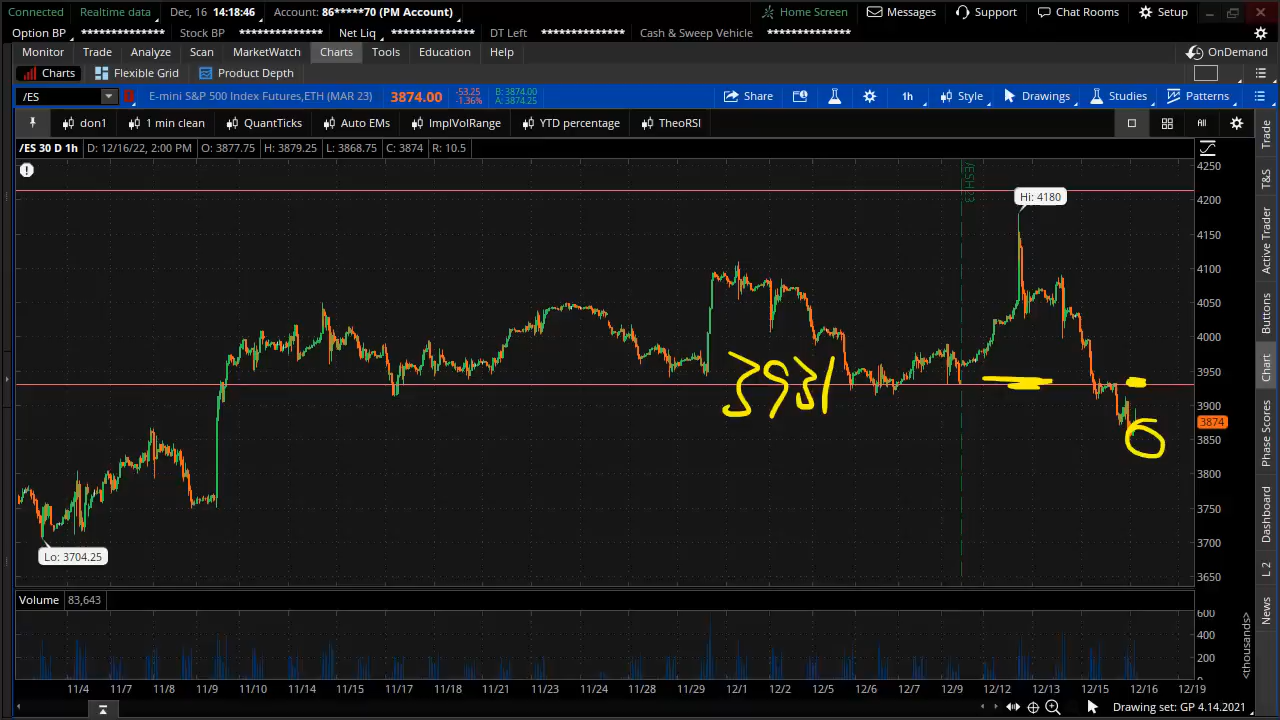 Connected Realtime data Dec, 16 14:18:46 Account: 86*****70 (PM Account) Home Screen Messages Support Chat Rooms Setup
Option BP ************** Stock BP ************** Net Liq ************** DT Left ************** Cash & Sweep Vehicle **************
Monitor Trade Analyze Scan MarketWatch Charts Tools Education Help OnDemand
Charts Flexible Grid Product Depth
/ES E-mini S&P 500 Index Futures,ETH (MAR 23) 3874.00 -53.25 -1.36% B: 3874.00 A: 3874.25 Share 1h Style Drawings Studies Patterns
don1 1 min clean QuantTicks Auto EMs ImplVolRange YTD percentage TheoRSI All
/ES 30 D 1h D: 12/16/22, 2:00 PM O: 3877.75 H: 3879.25 L: 3868.75 C: 3874 R: 10.5
/ESH23
Hi: 4180
4250
4200
4150
4100
4050
4000
3950
3900
3874
3850
3800
3750
3700
3650
3931
Lo: 3704.25
Volume 83,643
600
400
200
0
<thousands>
11/4 11/7 11/8 11/9 11/10 11/14 11/15 11/17 11/18 11/21 11/23 11/24 11/28 11/29 12/1 12/2 12/5 12/6 12/7 12/9 12/12 12/13 12/15 12/16 12/19
Drawing set: GP 4.14.2021
Trade
T&S
Active Trader
Buttons
Chart
Phase Scores
Dashboard
L 2
News